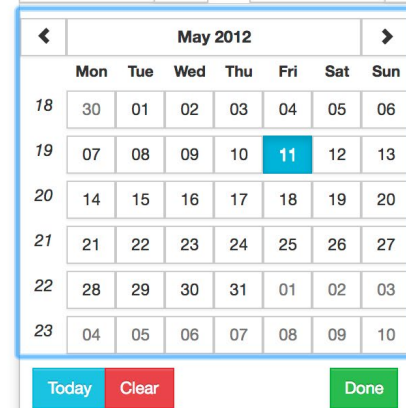 May 2012
Mon Tue Wed Thu Fri Sat Sun
18 30 01 02 03 04 05 06
19 07 08 09 10 11 12 13
20 14 15 16 17 18 19 20
21 21 22 23 24 25 26 27
22 28 29 30 31 01 02 03
23 04 05 06 07 08 09 10
Today Clear Done